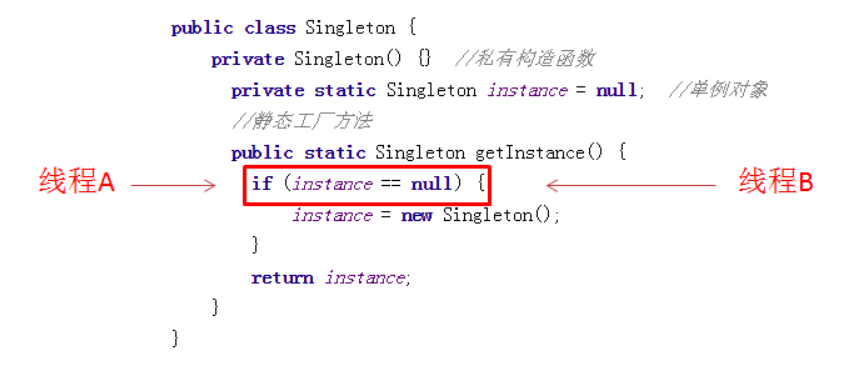 public class Singleton {
private Singleton() {} //私有构造函数
private static Singleton instance = null; //单例对象
//静态工厂方法
public static Singleton getInstance() {
线程A if (instance == null) { 线程B
instance = new Singleton();
}
return instance;
}
}